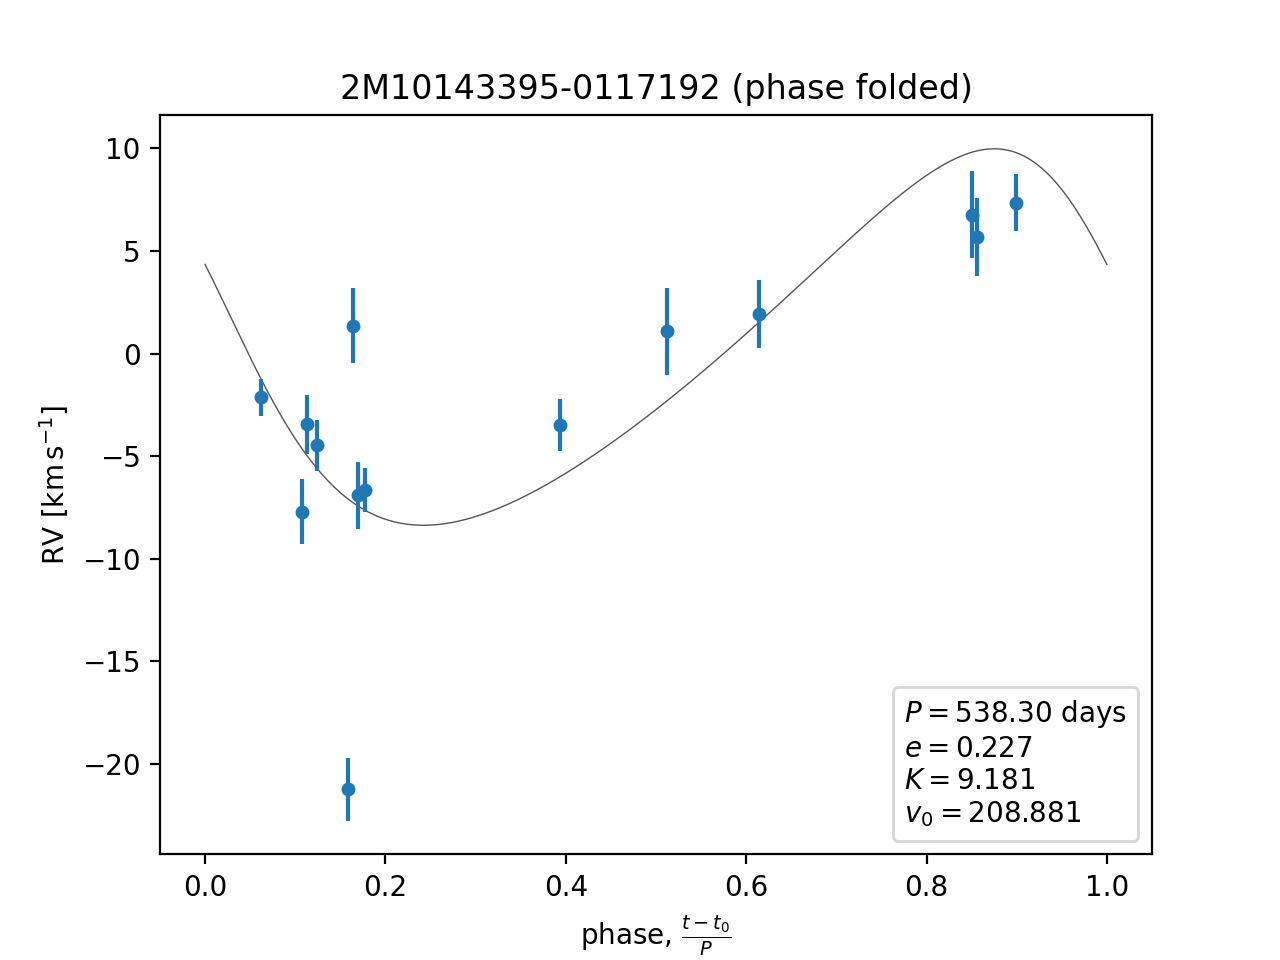 2M10143395-0117192 (phase folded)
RV [km s⁻¹]
10
5
0
−5
−10
−15
−20
P = 538.30 days
e = 0.227
K = 9.181
v₀ = 208.881
0.0 0.2 0.4 0.6 0.8 1.0
phase, (t − t₀)/P